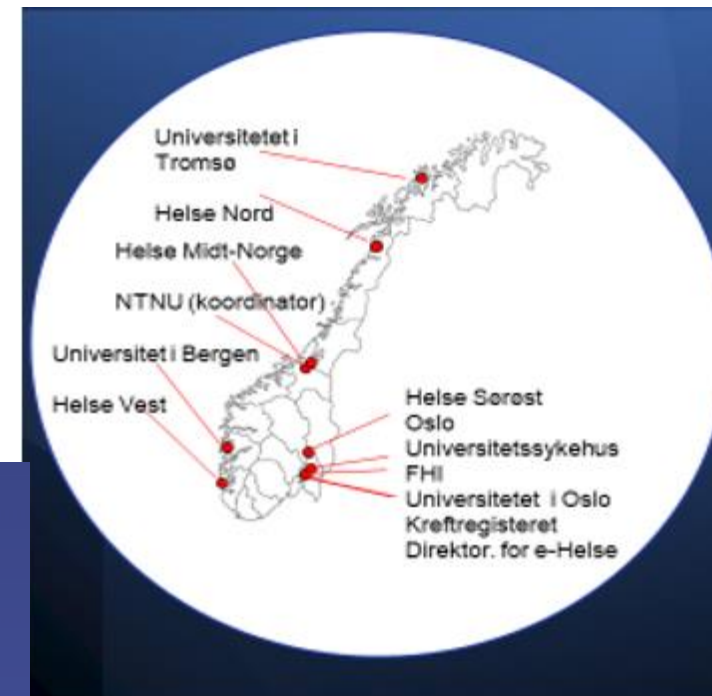 Universitetet i
Tromsø
Helse Nord
Helse Midt-Norge
NTNU (koordinator)
Universitet i Bergen
Helse Vest
Helse Sørøst
Oslo
Universitetssykehus
FHI
Universitetet i Oslo
Kreftregisteret
Direktor. for e-Helse